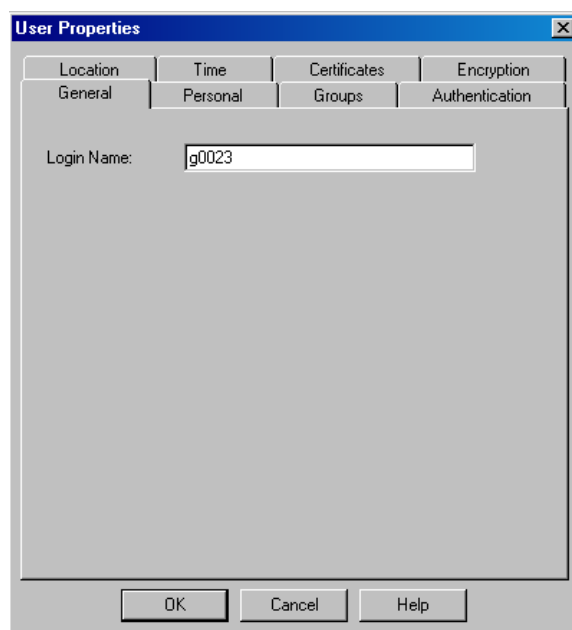 User Properties
Location Time Certificates Encryption
General Personal Groups Authentication
Login Name: g0023
OK Cancel Help